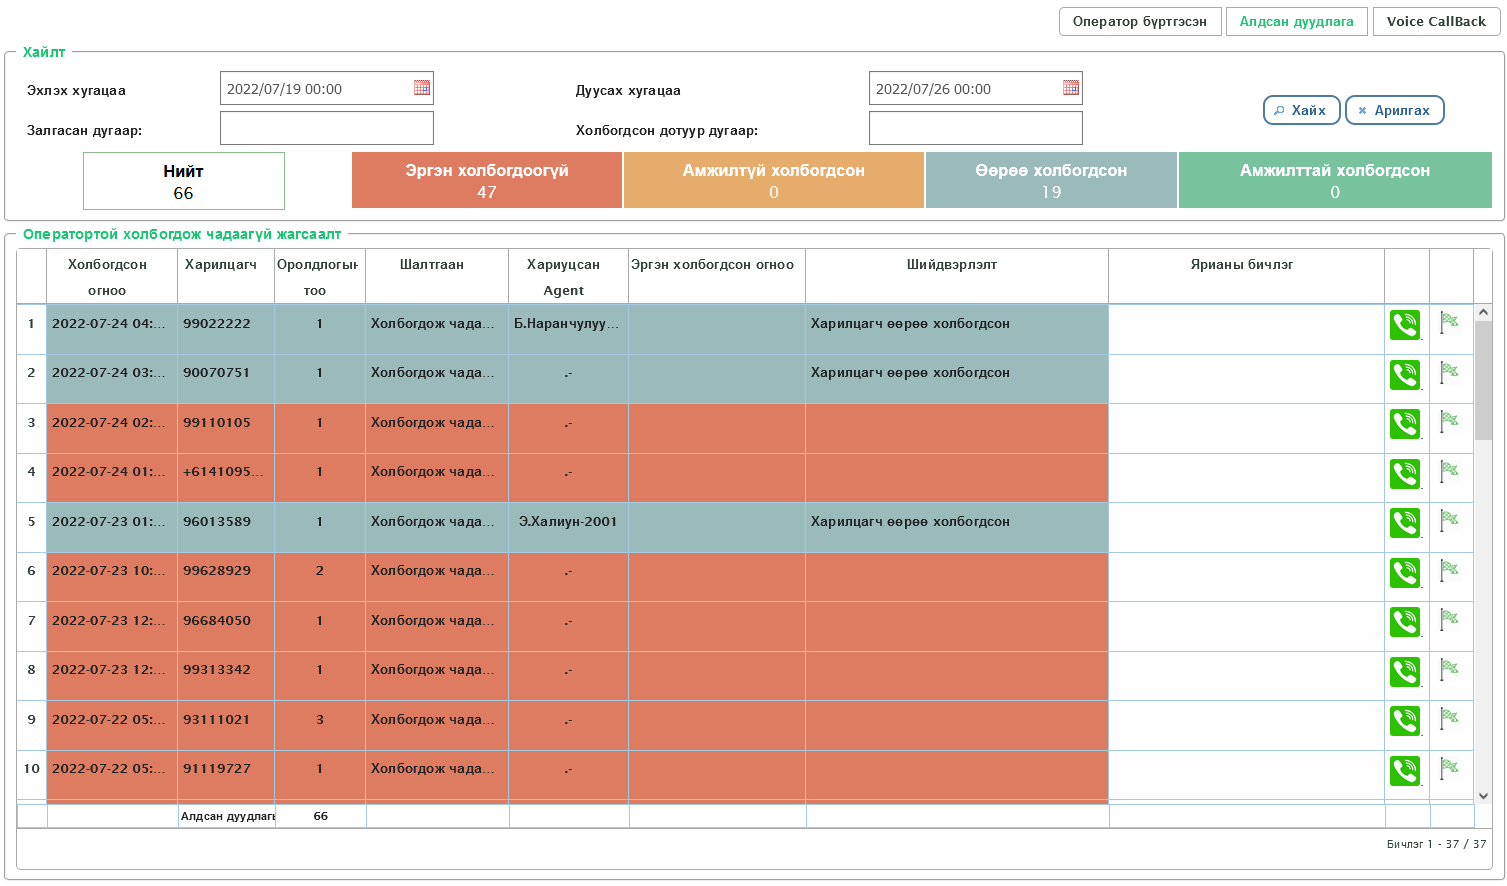 Оператор бүртгэсэн Алдсан дуудлага Voice CallBack
Хайлт
Эхлэх хугацаа 2022/07/19 00:00 Дуусах хугацаа 2022/07/26 00:00
Хайх Арилгах
Залгасан дугаар: Холбогдсон дотуур дугаар:
Нийт Эргэн холбогдоогүй Амжилтүй холбогдсон Өөрөө холбогдсон Амжилттай холбогдсон
66 47 0 19 0
Оператортой холбогдож чадаагүй жагсаалт
Холбогдсон огноо Харилцагч Оролдлогын тоо Шалтгаан Хариуцсан Agent Эргэн холбогдсон огноо Шийдвэрлэлт Ярианы бичлэг
1 2022-07-24 04:... 99022222 1 Холбогдож чада... Б.Наранчулуу... Харилцагч өөрөө холбогдсон
2 2022-07-24 03:... 90070751 1 Холбогдож чада... .- Харилцагч өөрөө холбогдсон
3 2022-07-24 02:... 99110105 1 Холбогдож чада... .-
4 2022-07-24 01:... +6141095... 1 Холбогдож чада... .-
5 2022-07-23 01:... 96013589 1 Холбогдож чада... Э.Халиун-2001 Харилцагч өөрөө холбогдсон
6 2022-07-23 10:... 99628929 2 Холбогдож чада... .-
7 2022-07-23 12:... 96684050 1 Холбогдож чада... .-
8 2022-07-23 12:... 99313342 1 Холбогдож чада... .-
9 2022-07-22 05:... 93111021 3 Холбогдож чада... .-
10 2022-07-22 05:... 91119727 1 Холбогдож чада... .-
Алдсан дуудлагы 66
Бичлэг 1 - 37 / 37